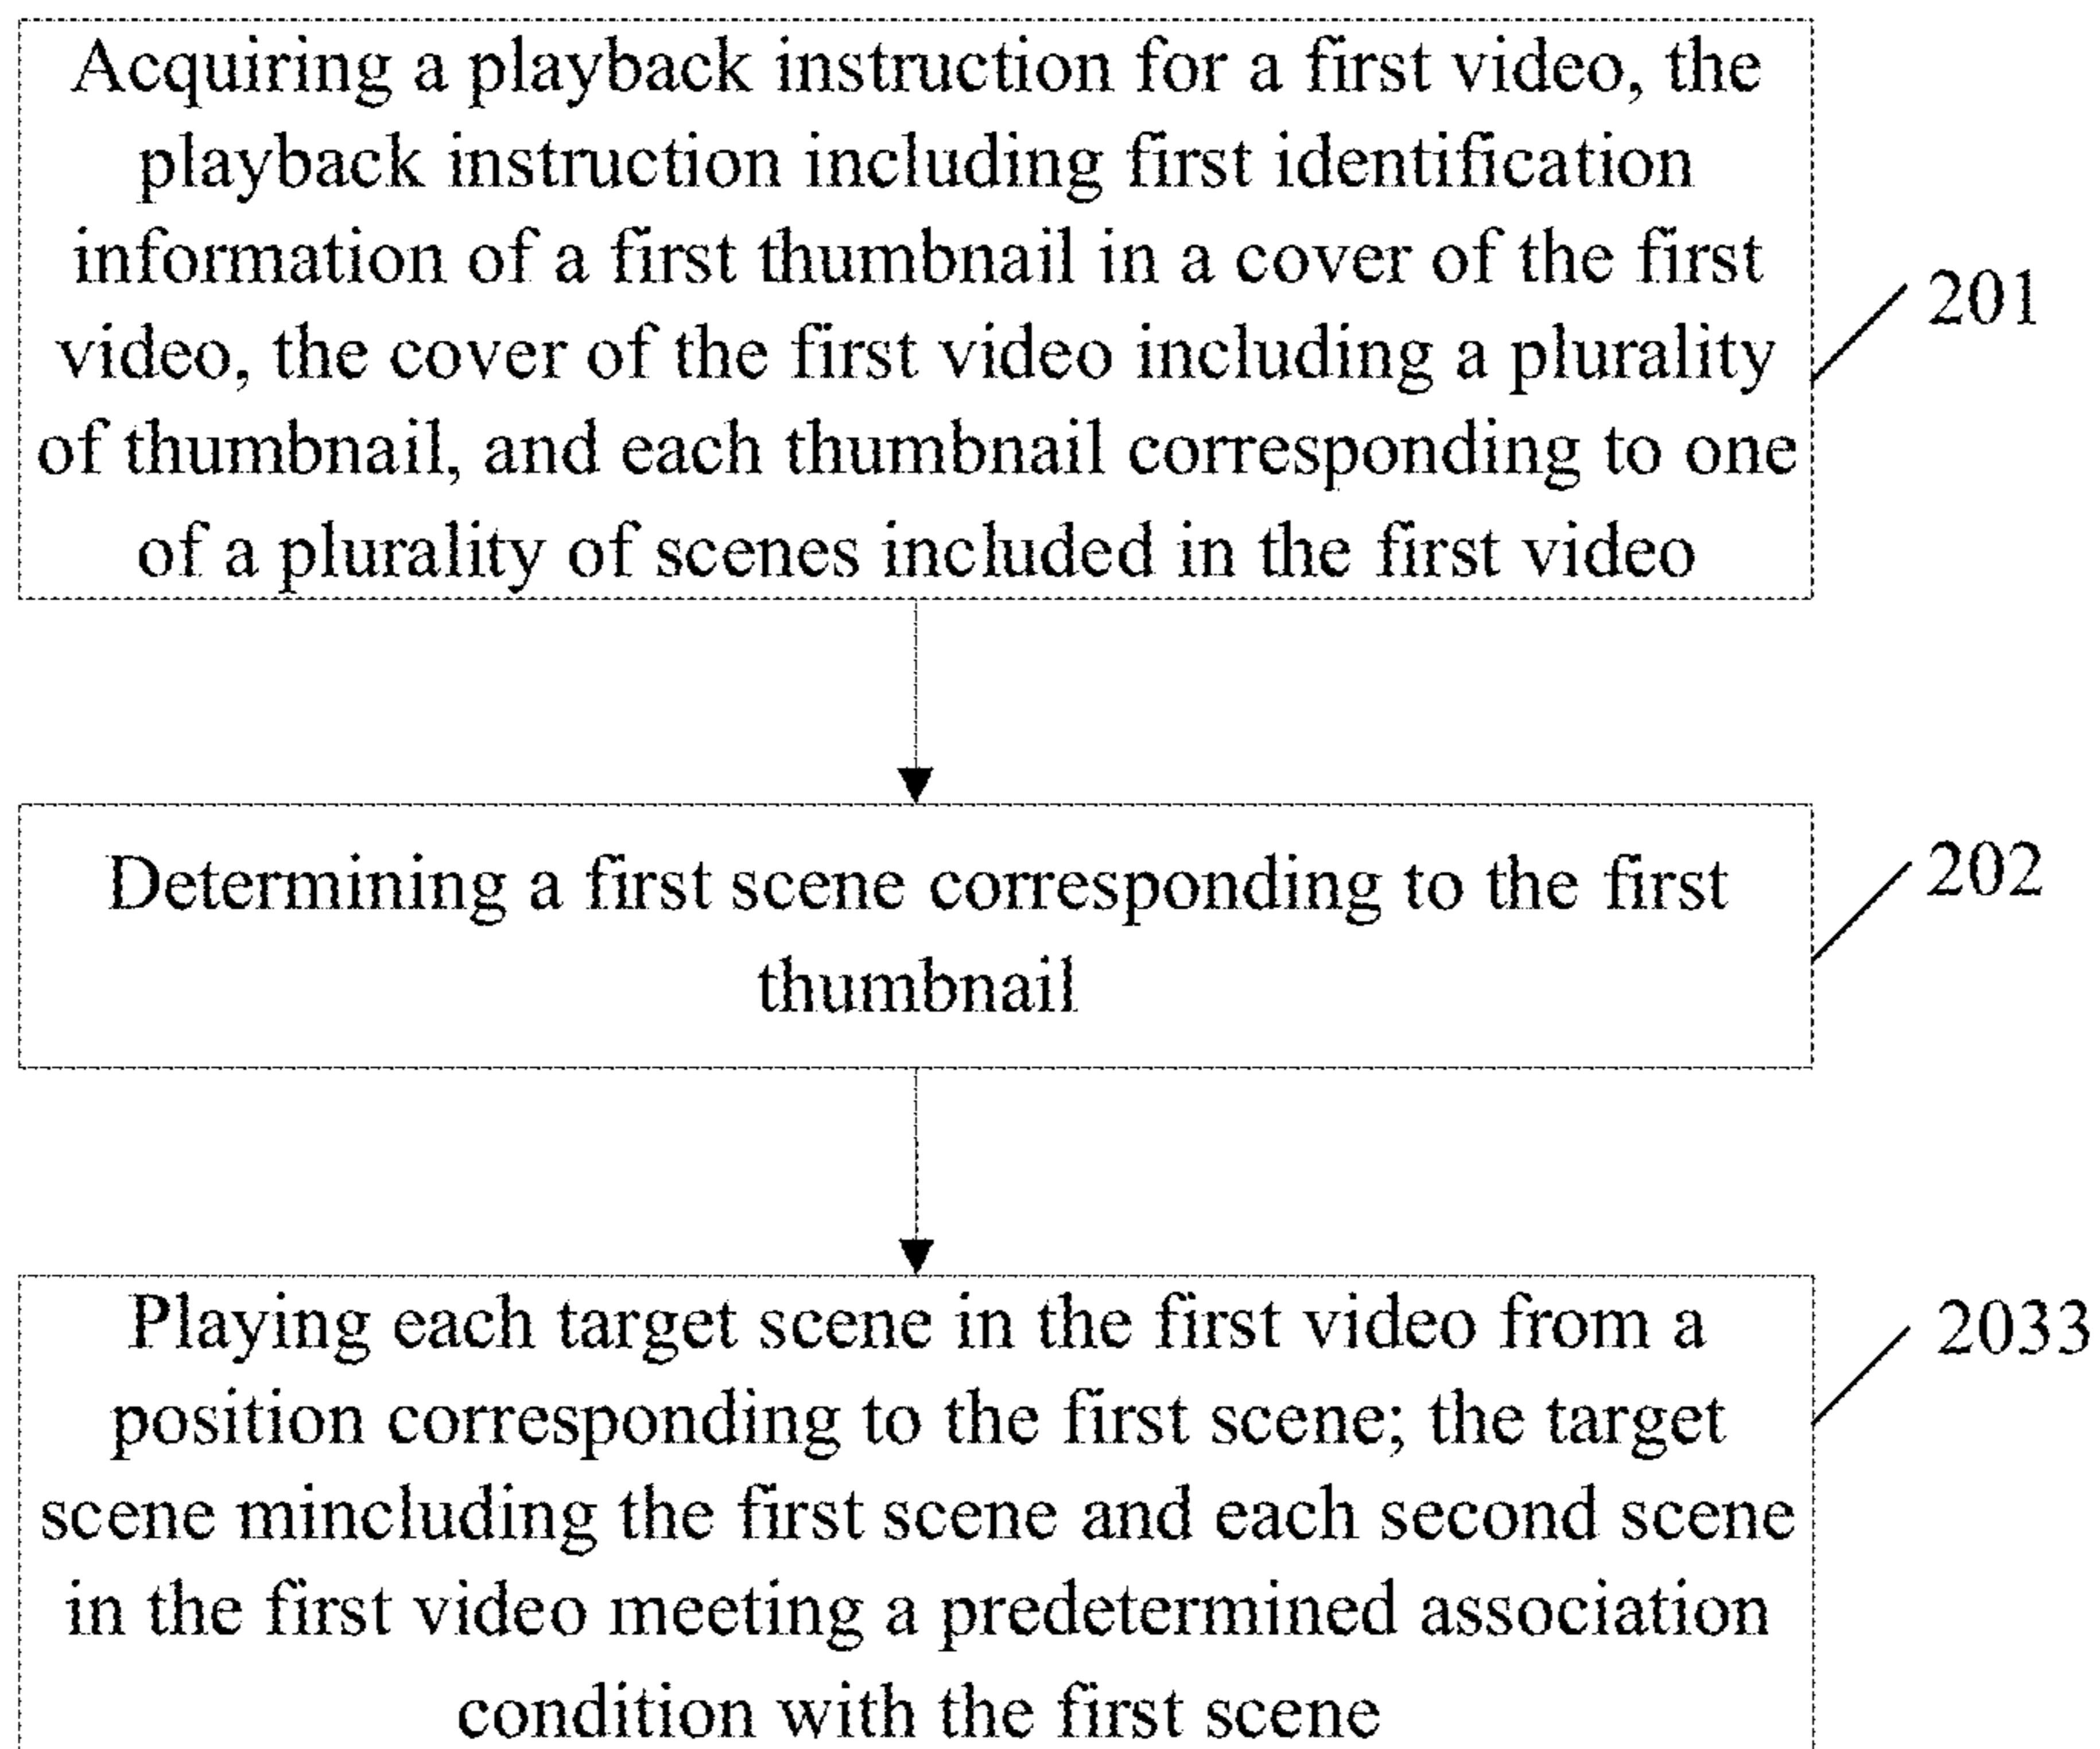 Acquiring a playback instruction for a first video, the
playback instruction including first identification
information of a first thumbnail in a cover of the first
video, the cover of the first video including a plurality
of thumbnail, and each thumbnail corresponding to one
of a plurality of scenes included in the first video
201
Determining a first scene corresponding to the first
thumbnail
202
Playing each target scene in the first video from a
position corresponding to the first scene; the target
scene mincluding the first scene and each second scene
in the first video meeting a predetermined association
condition with the first scene
2033